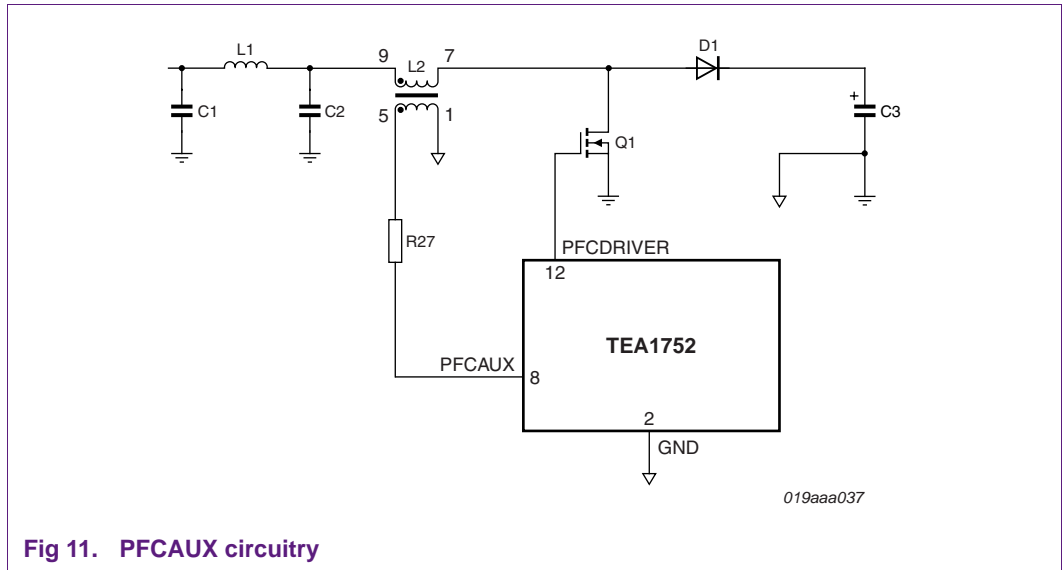 L1
9
7
D1
L2
C1
C2
5
1
+
C3
Q1
R27
PFCDRIVER
12
TEA1752
PFCAUX
8
2
GND
019aaa037
Fig 11. PFCAUX circuitry